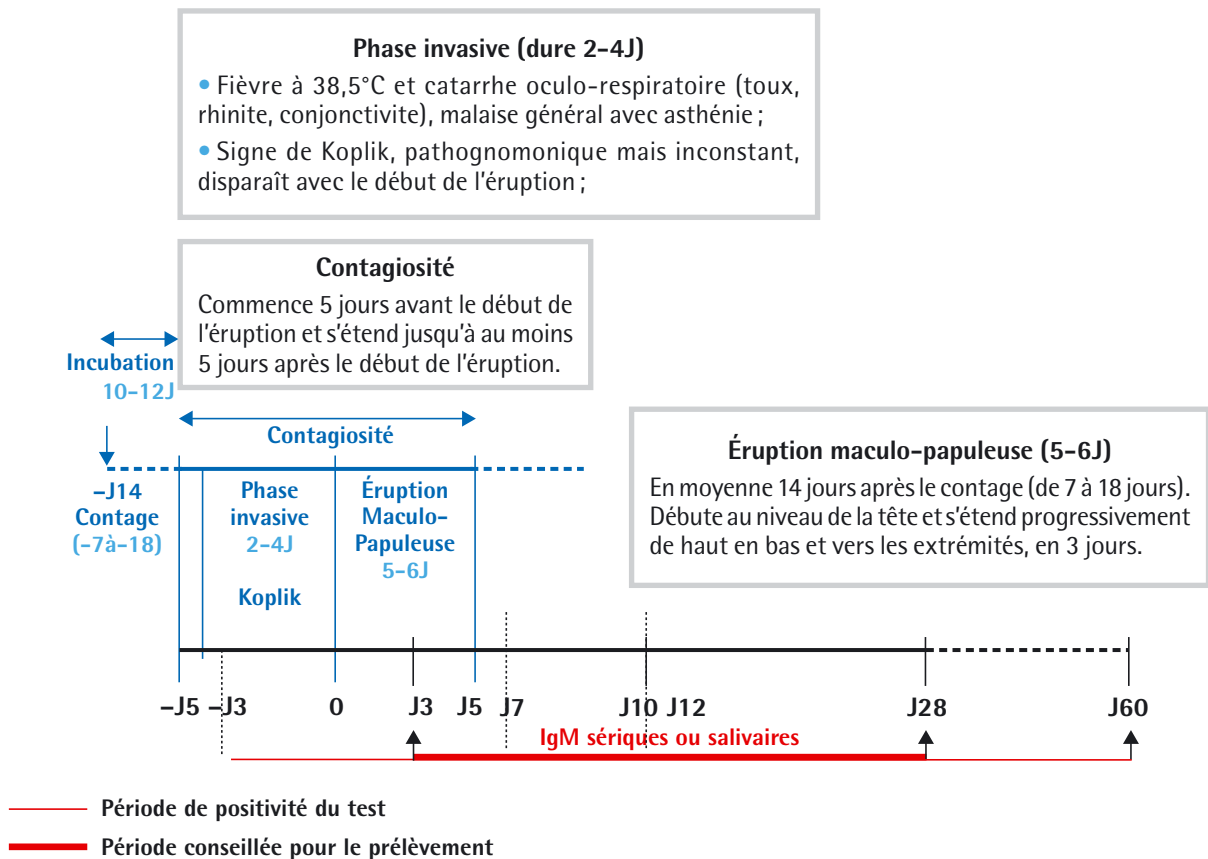 Phase invasive (dure 2-4J)
• Fièvre à 38,5°C et catarrhe oculo-respiratoire (toux,
rhinite, conjonctivite), malaise général avec asthénie ;
• Signe de Koplik, pathognomonique mais inconstant,
disparaît avec le début de l'éruption ;
Contagiosité
Commence 5 jours avant le début de
l'éruption et s'étend jusqu'à au moins
5 jours après le début de l'éruption.
Incubation
10-12J
Contagiosité
Éruption maculo-papuleuse (5-6J)
En moyenne 14 jours après le contage (de 7 à 18 jours).
Débute au niveau de la tête et s'étend progressivement
de haut en bas et vers les extrémités, en 3 jours.
-J14
Contage
(-7à-18)
Phase
invasive
2-4J
Koplik
Éruption
Maculo-
Papuleuse
5-6J
-J5 -J3 0 J3 J5 J7 J10 J12 J28 J60
IgM sériques ou salivaires
Période de positivité du test
Période conseillée pour le prélèvement